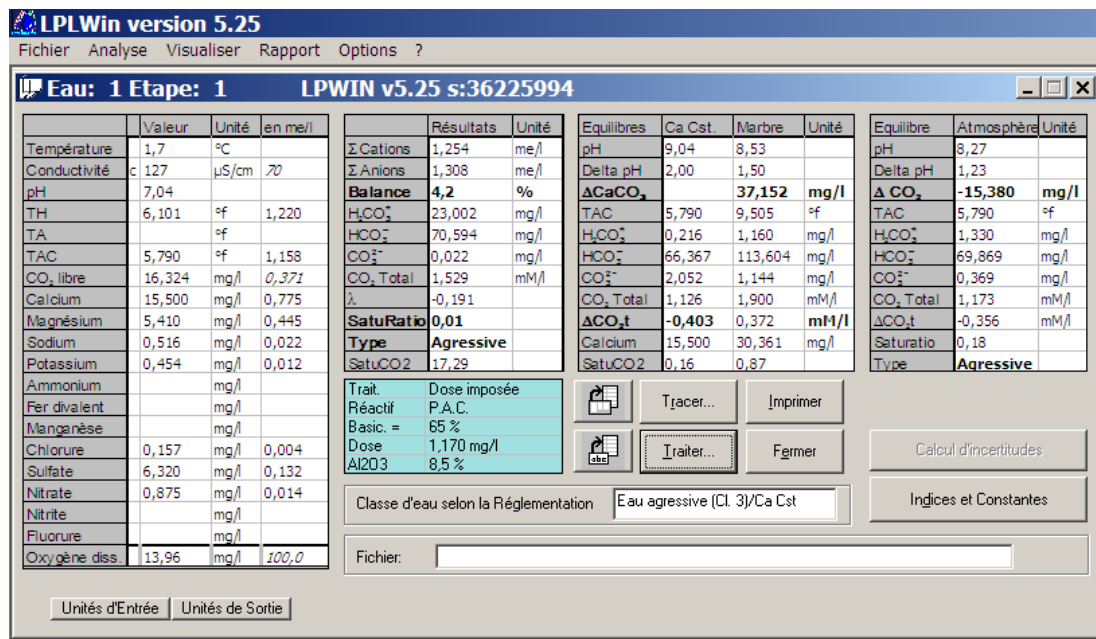 LPLWin version 5.25
Fichier Analyse Visualiser Rapport Options ?
Eau: 1 Etape: 1 LPWIN v5.25 s:36225994
Valeur Unité en me/l
Température 1,7 °C
Conductivité c 127 µS/cm 70
pH 7,04
TH 6,101 °f 1,220
TA °f
TAC 5,790 °f 1,158
CO₂ libre 16,324 mg/l 0,371
Calcium 15,500 mg/l 0,775
Magnésium 5,410 mg/l 0,445
Sodium 0,516 mg/l 0,022
Potassium 0,454 mg/l 0,012
Ammonium mg/l
Fer divalent mg/l
Manganèse mg/l
Chlorure 0,157 mg/l 0,004
Sulfate 6,320 mg/l 0,132
Nitrate 0,875 mg/l 0,014
Nitrite mg/l
Fluorure mg/l
Oxygène diss. 13,96 mg/l 100,0
Résultats Unité
Σ Cations 1,254 me/l
Σ Anions 1,308 me/l
Balance 4,2 %
H₂CO₃* 23,002 mg/l
HCO₃⁻ 70,594 mg/l
CO₃²⁻ 0,022 mg/l
CO₂ Total 1,529 mM/l
λ -0,191
SatuRatio 0,01
Type Agressive
SatuCO2 17,29
Equilibres Ca Cst. Marbre Unité
pH 9,04 8,53
Delta pH 2,00 1,50
ΔCaCO₃ 37,152 mg/l
TAC 5,790 9,505 °f
H₂CO₃* 0,216 1,160 mg/l
HCO₃⁻ 66,367 113,604 mg/l
CO₃²⁻ 2,052 1,144 mg/l
CO₂ Total 1,126 1,900 mM/l
ΔCO₂t -0,403 0,372 mM/l
Calcium 15,500 30,361 mg/l
SatuCO2 0,16 0,87
Equilibre Atmosphère Unité
pH 8,27
Delta pH 1,23
Δ CO₂ -15,380 mg/l
TAC 5,790 °f
H₂CO₃* 1,330 mg/l
HCO₃⁻ 69,869 mg/l
CO₃²⁻ 0,369 mg/l
CO₂ Total 1,173 mM/l
ΔCO₂t -0,356 mM/l
Saturatio 0,18
Type Agressive
Trait. Dose imposée
Réactif P.A.C.
Basic. = 65 %
Dose 1,170 mg/l
Al2O3 8,5 %
Tracer... Imprimer
abc Traiter... Fermer
Calcul d'incertitudes
Classe d'eau selon la Réglementation Eau agressive (Cl. 3)/Ca Cst
Indices et Constantes
Fichier:
Unités d'Entrée Unités de Sortie